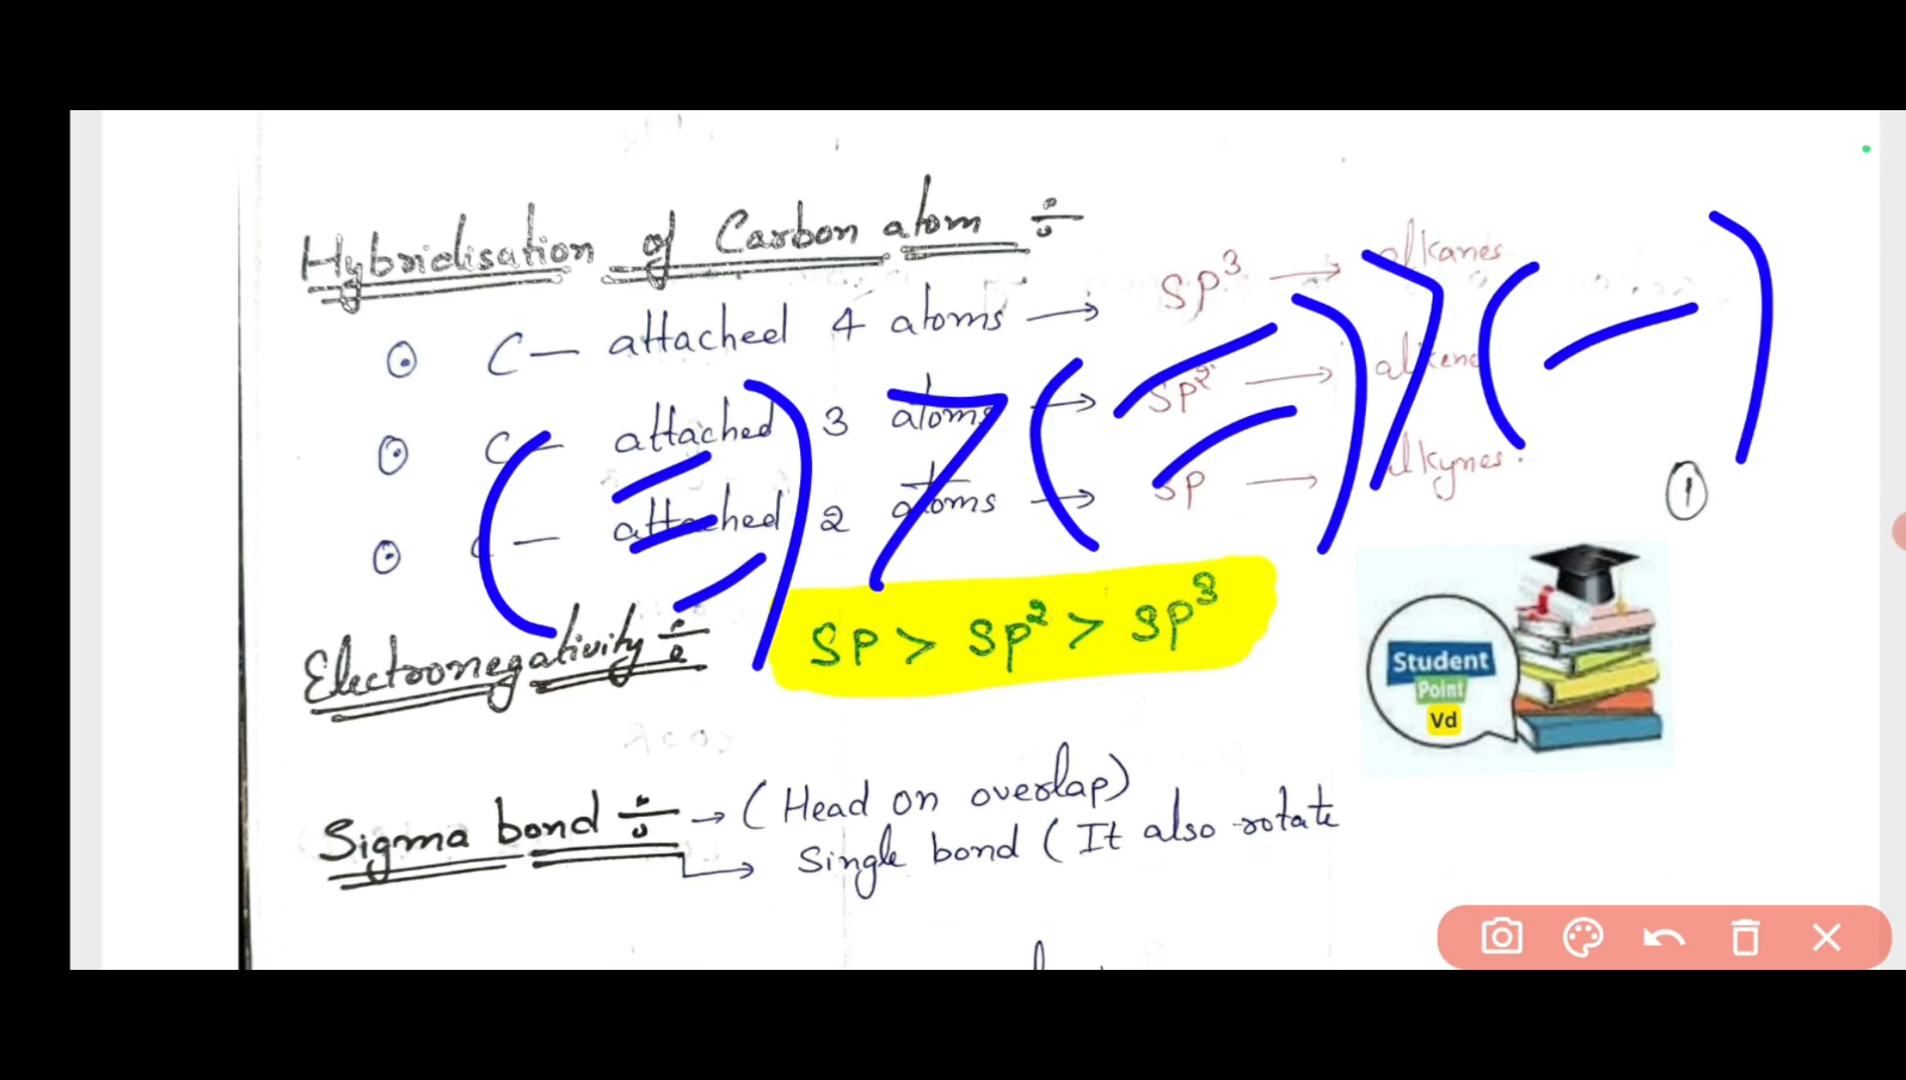 Hybridisation of Carbon atom ÷
C — attached 4 atoms → SP³ → alkanes
C — attached 3 atoms → SP² →
C — attached 2 atoms → SP → alkynes.
①
Electronegativity ÷ SP > SP² > SP³
Student
Point
Vd
Sigma bond ÷ → (Head on overlap)
→ Single bond (It also rotate